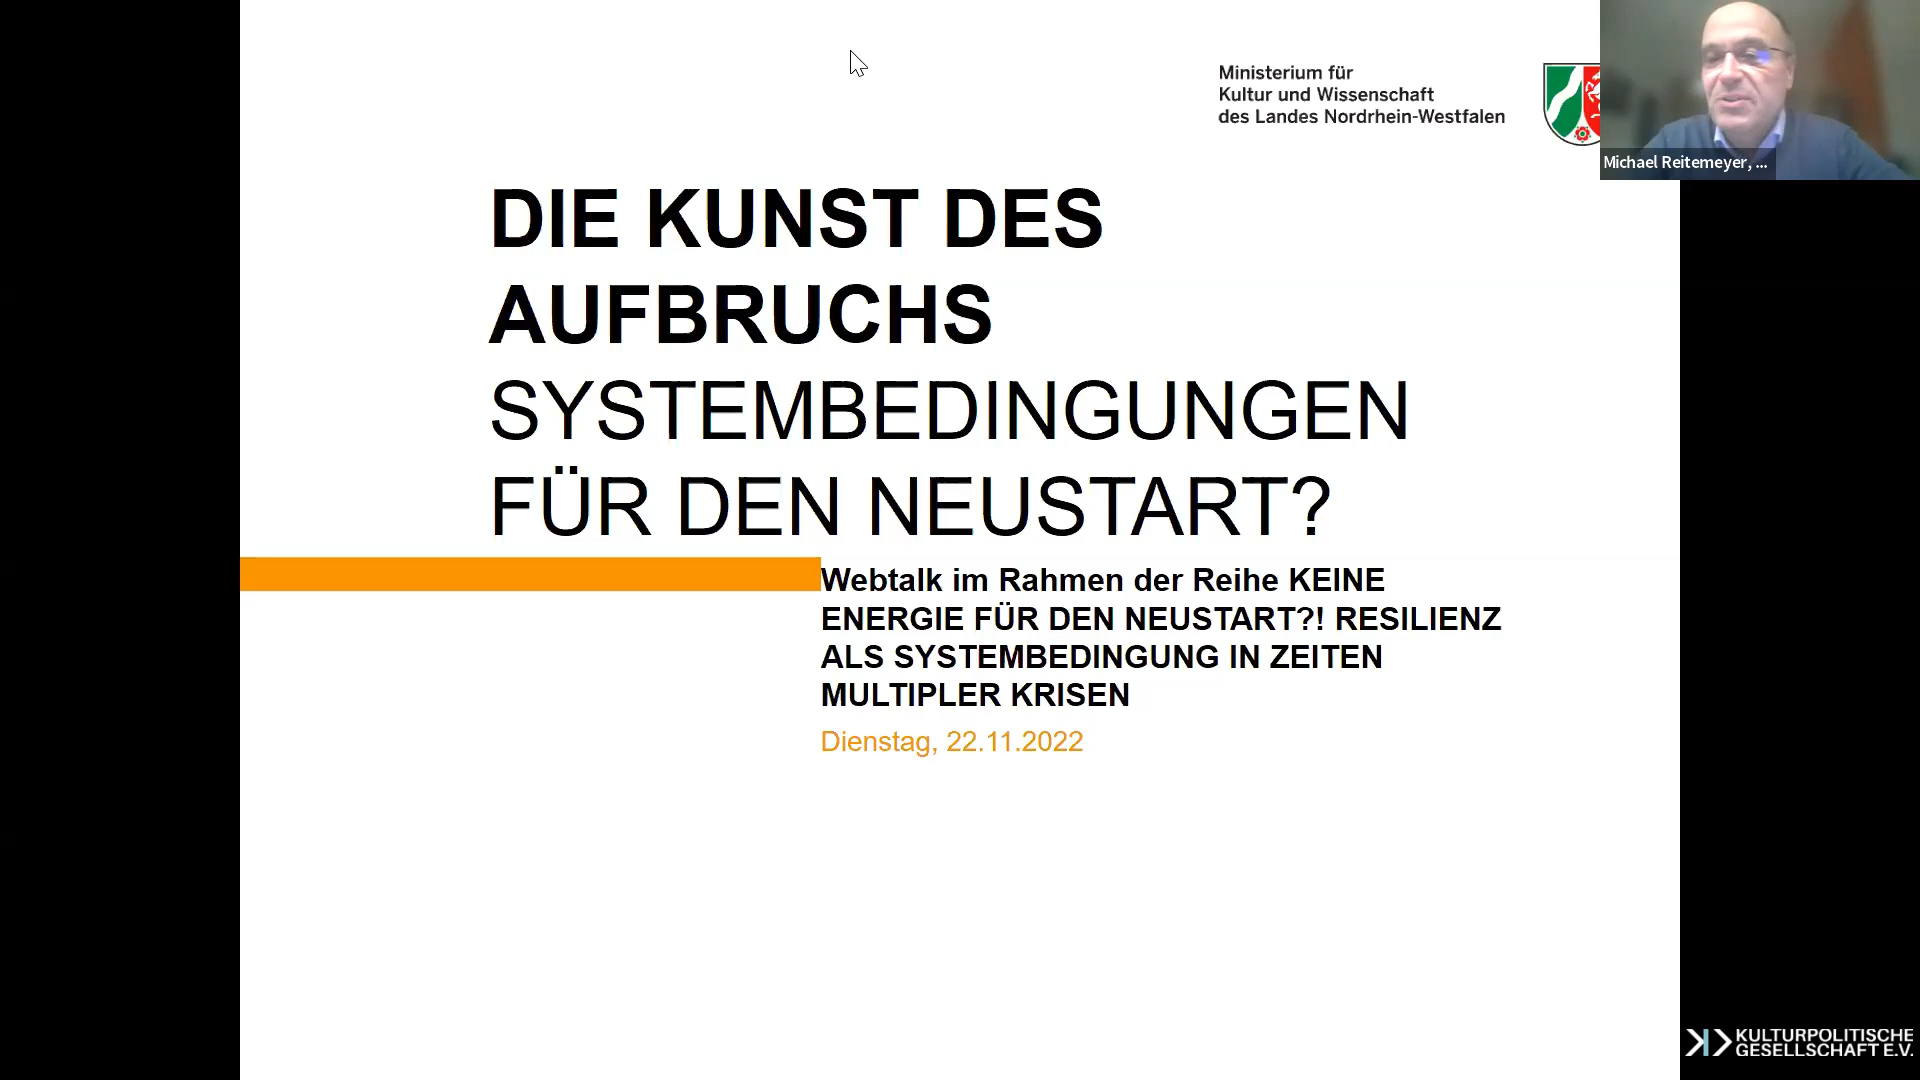 Ministerium für
Kultur und Wissenschaft
des Landes Nordrhein-Westfalen
Michael Reitemeyer, ...
DIE KUNST DES
AUFBRUCHS
SYSTEMBEDINGUNGEN
FÜR DEN NEUSTART?
Webtalk im Rahmen der Reihe KEINE
ENERGIE FÜR DEN NEUSTART?! RESILIENZ
ALS SYSTEMBEDINGUNG IN ZEITEN
MULTIPLER KRISEN
Dienstag, 22.11.2022
KULTURPOLITISCHE
GESELLSCHAFT E.V.